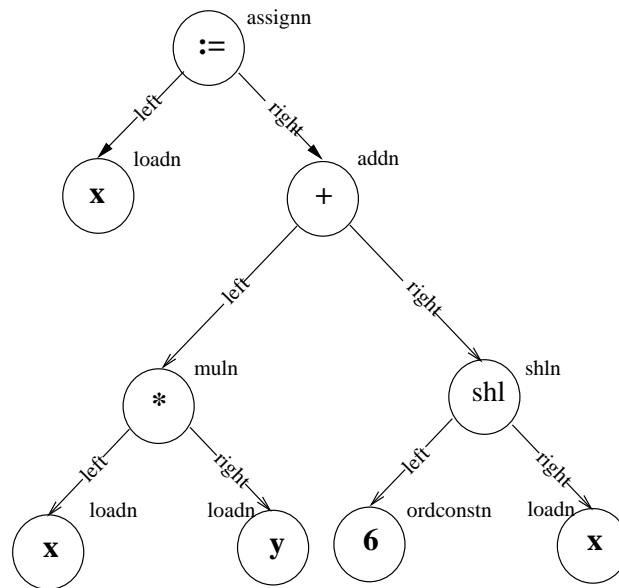 assignn
:=
left
right
loadn
addn
x
+
left
right
muln
shln
*
shl
left
right
left
right
loadn
loadn
ordconstn
loadn
x
y
6
x